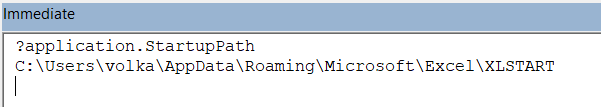 Immediate
?application.StartupPath
C:\Users\volka\AppData\Roaming\Microsoft\Excel\XLSTART